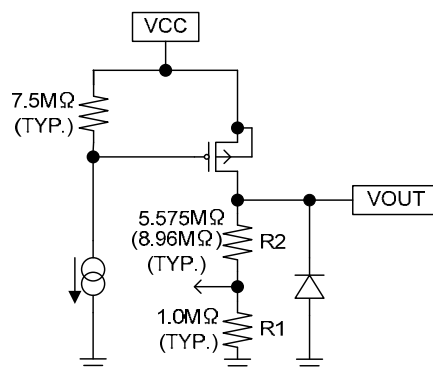 VCC
7.5MΩ
(TYP.)
VOUT
5.575MΩ
(8.96MΩ)
(TYP.)
R2
1.0MΩ
(TYP.)
R1